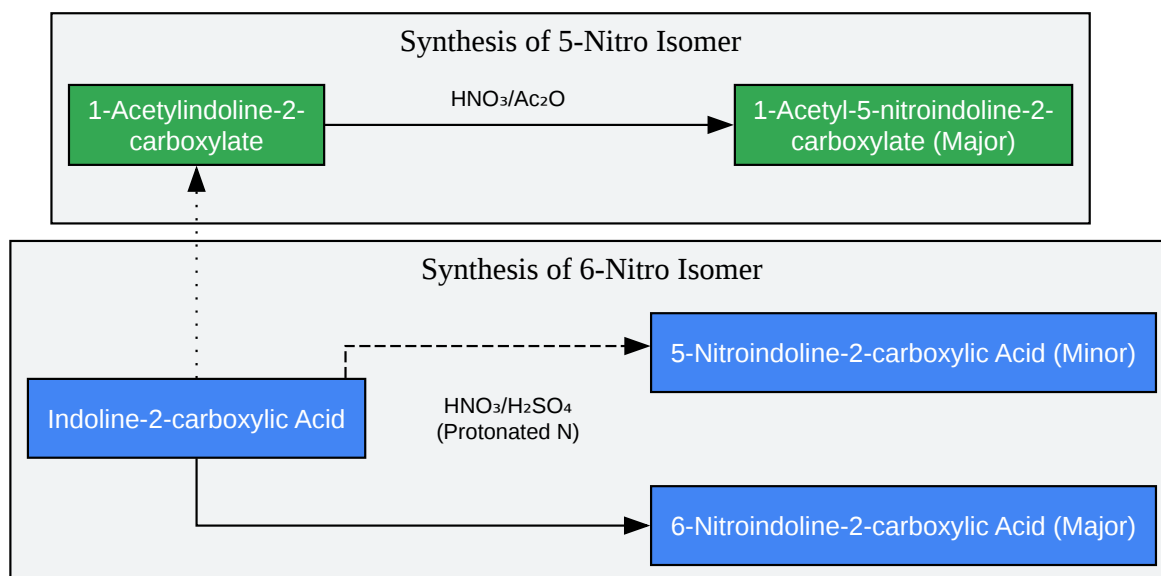 Synthesis of 5-Nitro Isomer
1-Acetylindoline-2-
carboxylate
HNO₃/Ac₂O
1-Acetyl-5-nitroindoline-2-
carboxylate (Major)
Synthesis of 6-Nitro Isomer
5-Nitroindoline-2-carboxylic Acid (Minor)
Indoline-2-carboxylic Acid
HNO₃/H₂SO₄
(Protonated N)
6-Nitroindoline-2-carboxylic Acid (Major)